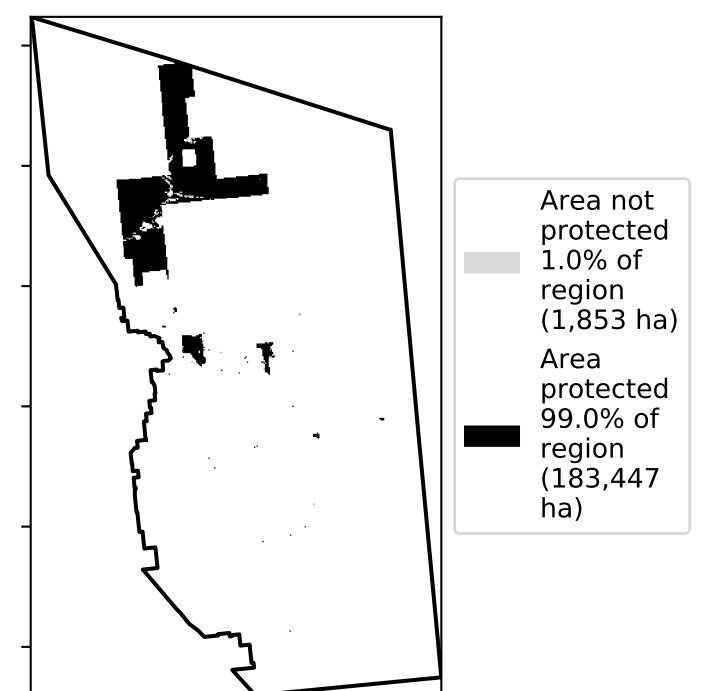 Area not
protected
1.0% of
region
(1,853 ha)
Area
protected
99.0% of
region
(183,447
ha)